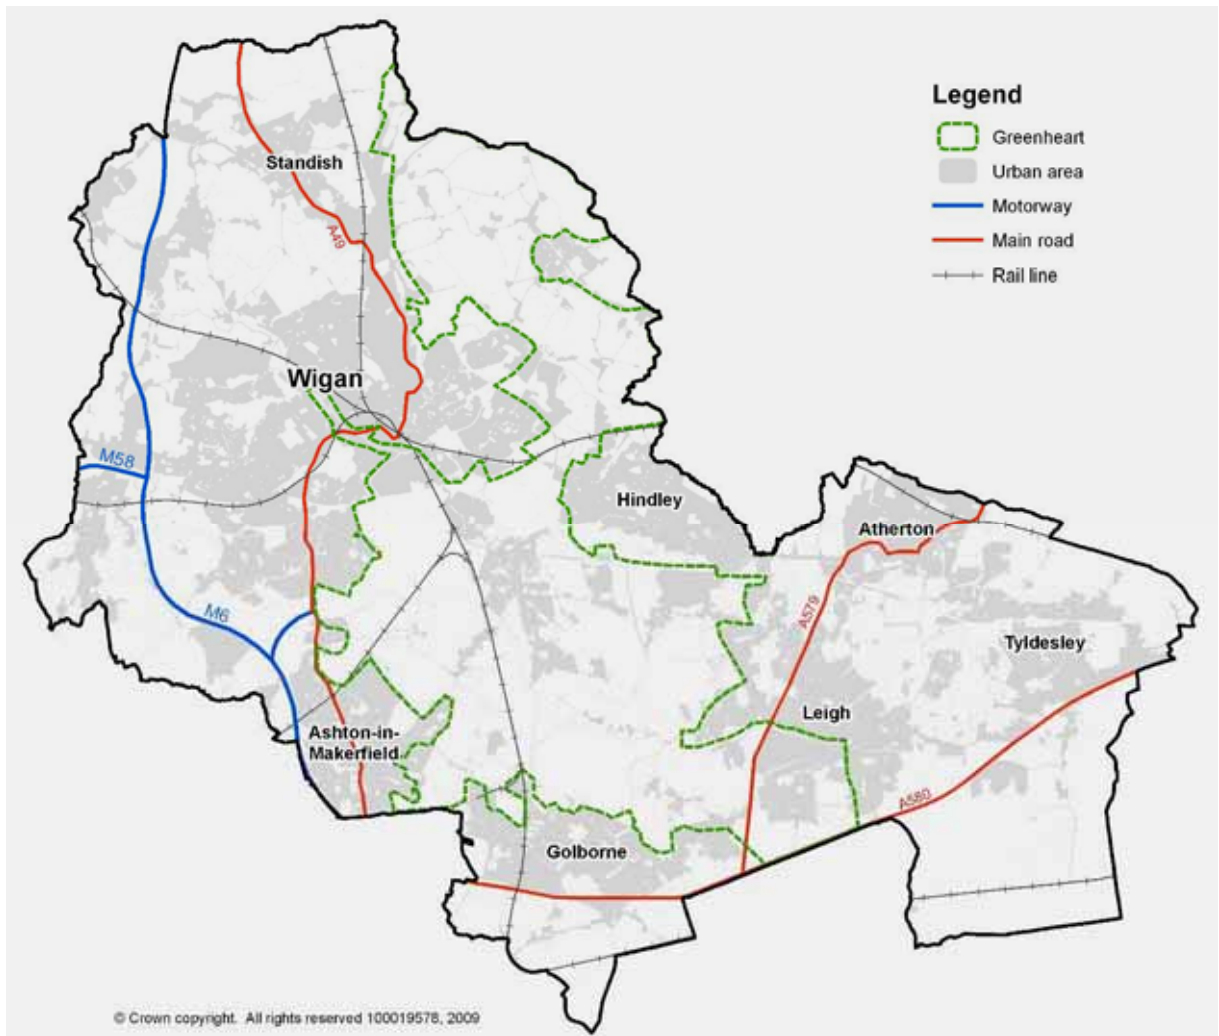 Legend
Greenheart
Urban area
Motorway
Main road
Rail line
Standish
A49
Wigan
M58
Hindley
Atherton
A579
M6
Tyldesley
Leigh
Ashton-in-
Makerfield
A580
Golborne
© Crown copyright. All rights reserved 100019578, 2009